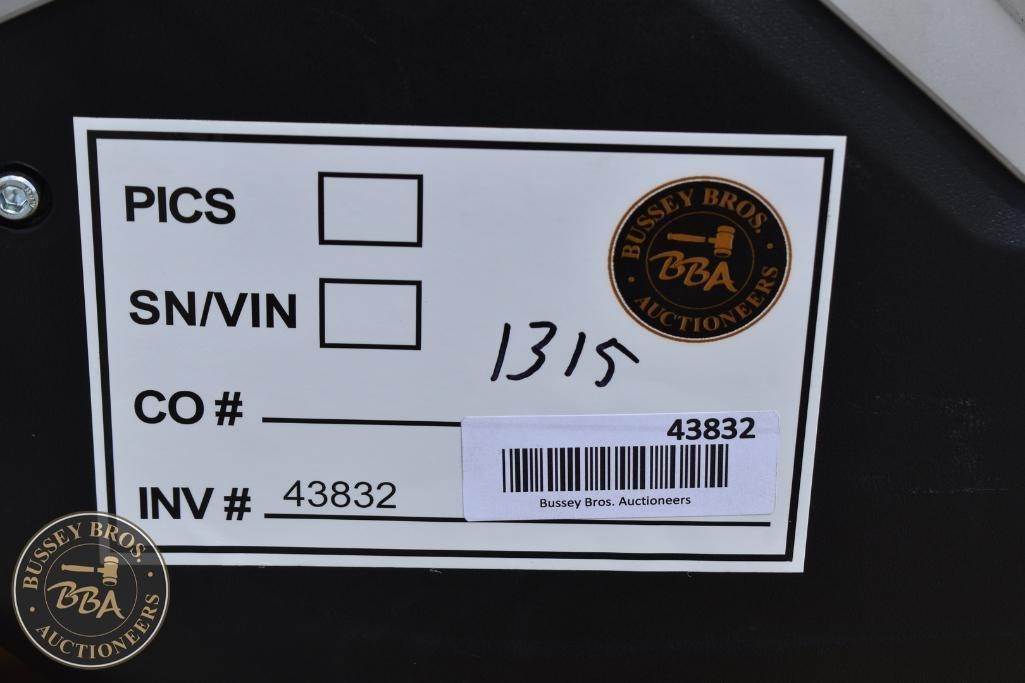 PICS
BUSSEY BROS.
BBA
AUCTIONEERS
SN/VIN
1315
CO #
43832
Bussey Bros. Auctioneers
INV # 43832
BUSSEY BROS.
BBA
AUCTIONEERS